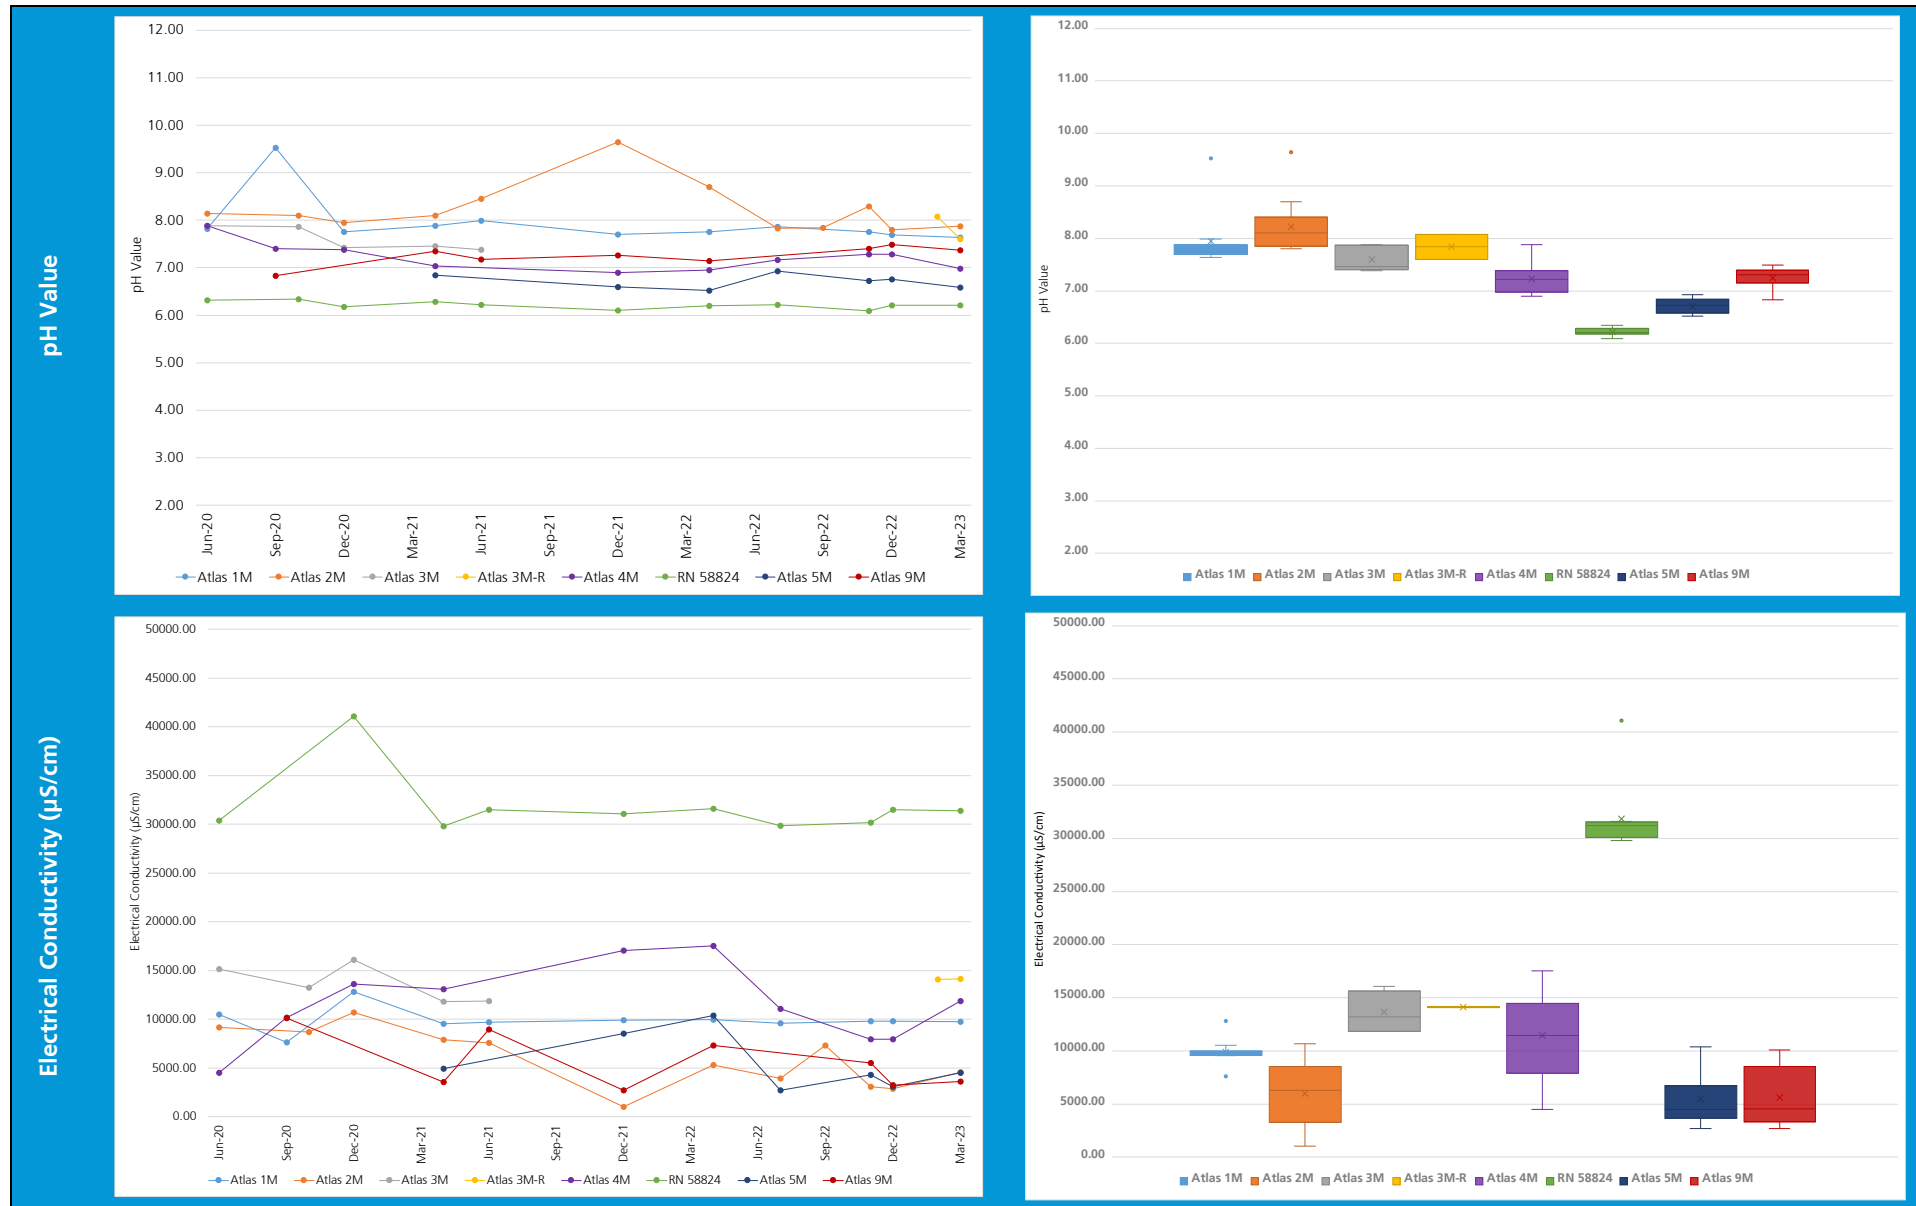 pH Value
12.00
11.00
10.00
9.00
8.00
7.00
6.00
5.00
4.00
3.00
2.00
pH Value
Jun-20
Sep-20
Dec-20
Mar-21
Jun-21
Sep-21
Dec-21
Mar-22
Jun-22
Sep-22
Dec-22
Mar-23
Atlas 1M Atlas 2M Atlas 3M Atlas 3M-R Atlas 4M RN 58824 Atlas 5M Atlas 9M
12.00
11.00
10.00
9.00
8.00
7.00
6.00
5.00
4.00
3.00
2.00
pH Value
Atlas 1M Atlas 2M Atlas 3M Atlas 3M-R Atlas 4M RN 58824 Atlas 5M Atlas 9M
Electrical Conductivity (µS/cm)
50000.00
45000.00
40000.00
35000.00
30000.00
25000.00
20000.00
15000.00
10000.00
5000.00
0.00
Electrical Conductivity (µS/cm)
Jun-20
Sep-20
Dec-20
Mar-21
Jun-21
Sep-21
Dec-21
Mar-22
Jun-22
Sep-22
Dec-22
Mar-23
Atlas 1M Atlas 2M Atlas 3M Atlas 3M-R Atlas 4M RN 58824 Atlas 5M Atlas 9M
50000.00
45000.00
40000.00
35000.00
30000.00
25000.00
20000.00
15000.00
10000.00
5000.00
0.00
Electrical Conductivity (µS/cm)
Atlas 1M Atlas 2M Atlas 3M Atlas 3M-R Atlas 4M RN 58824 Atlas 5M Atlas 9M